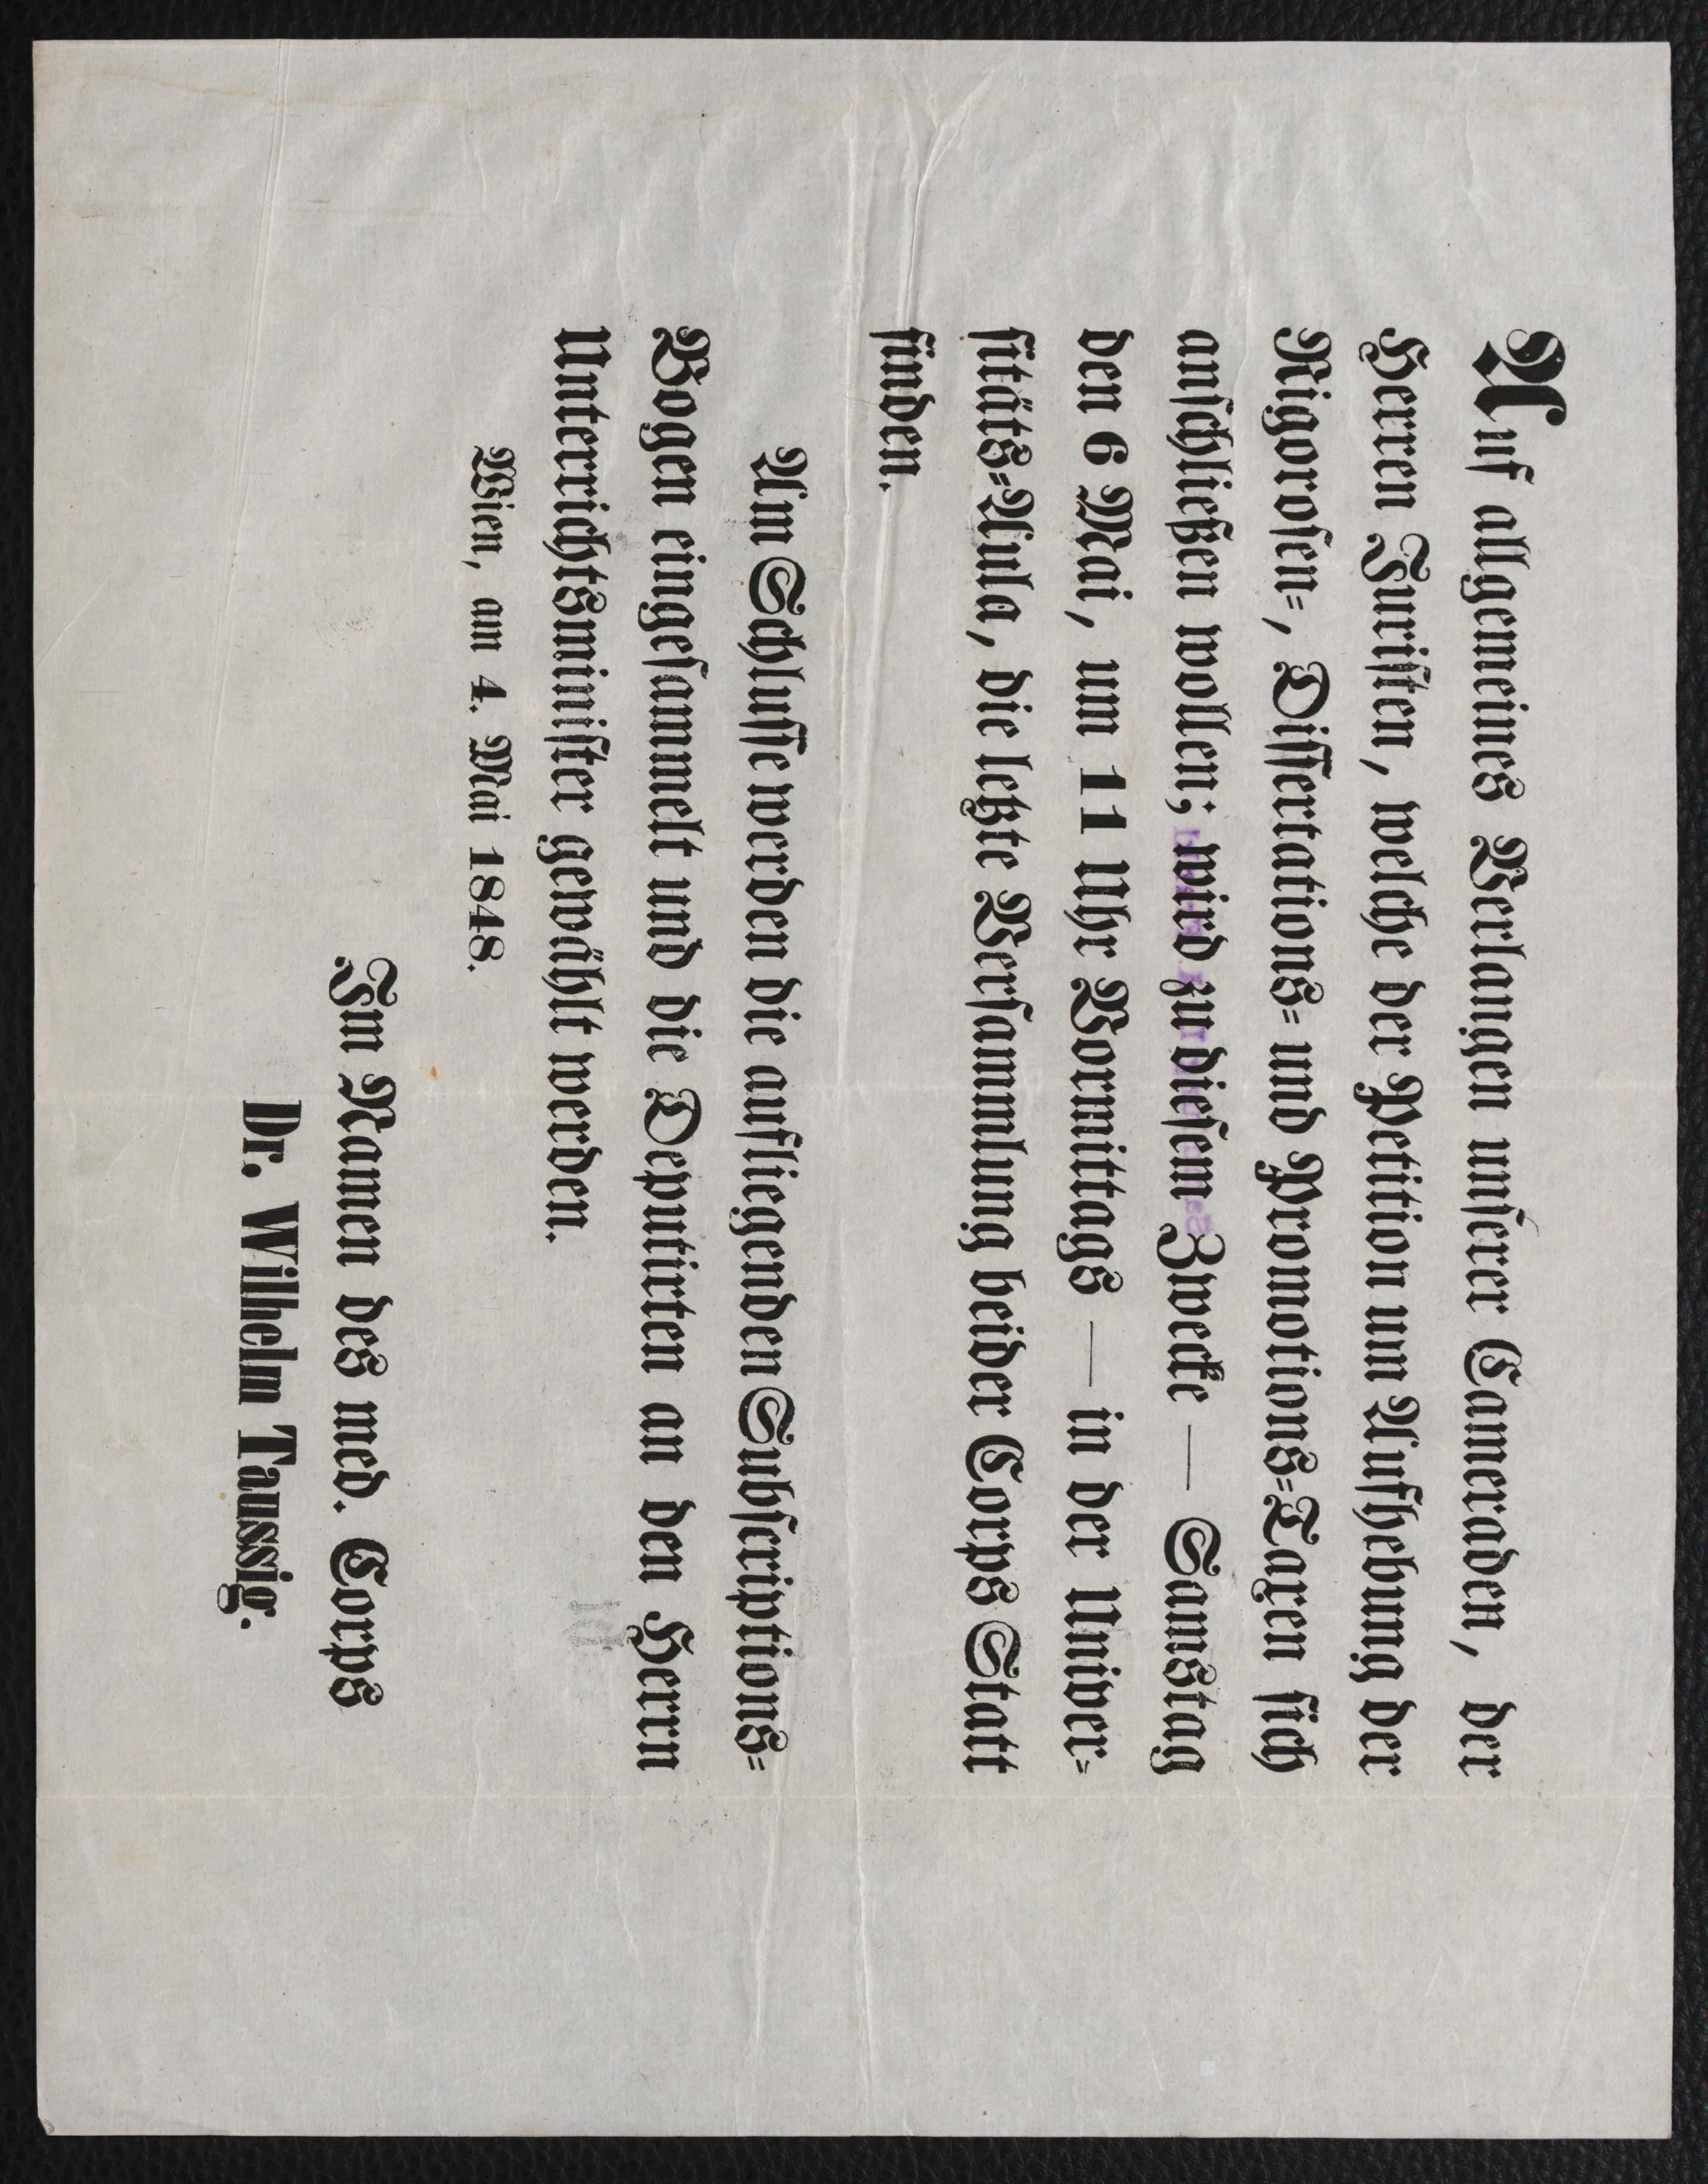 Auf allgemeines Verlangen unserer Cameraden, der
Herren Juristen, welche der Petition um Aufhebung der
Rigorosen-, Dissertations- und Promotions-Taxen sich
anschließen wollen; wird zu diesem Zwecke — Samstag
den 6 Mai, um 11 Uhr Vormittags — in der Univer-
sitäts-Aula, die letzte Versammlung beider Corps Statt
finden.
Am Schlusse werden die aufliegenden Subscriptions-
Bogen eingesammelt und die Deputirten an den Herrn
Unterrichtsminister gewählt werden.
Wien, am 4. Mai 1848.
Im Namen des med. Corps
Dr. Wilhelm Taussig.